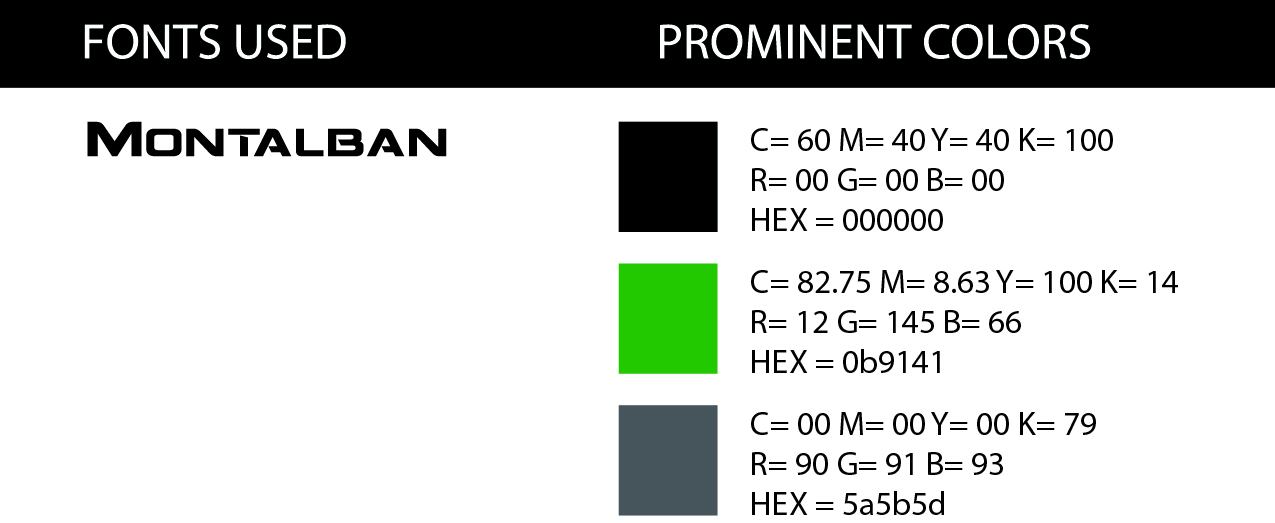 FONTS USED
PROMINENT COLORS
MONTALBAN
C= 60 M= 40 Y= 40 K= 100
R= 00 G= 00 B= 00
HEX = 000000
C= 82.75 M= 8.63 Y= 100 K= 14
R= 12 G= 145 B= 66
HEX = 0b9141
C= 00 M= 00 Y= 00 K= 79
R= 90 G= 91 B= 93
HEX = 5a5b5d